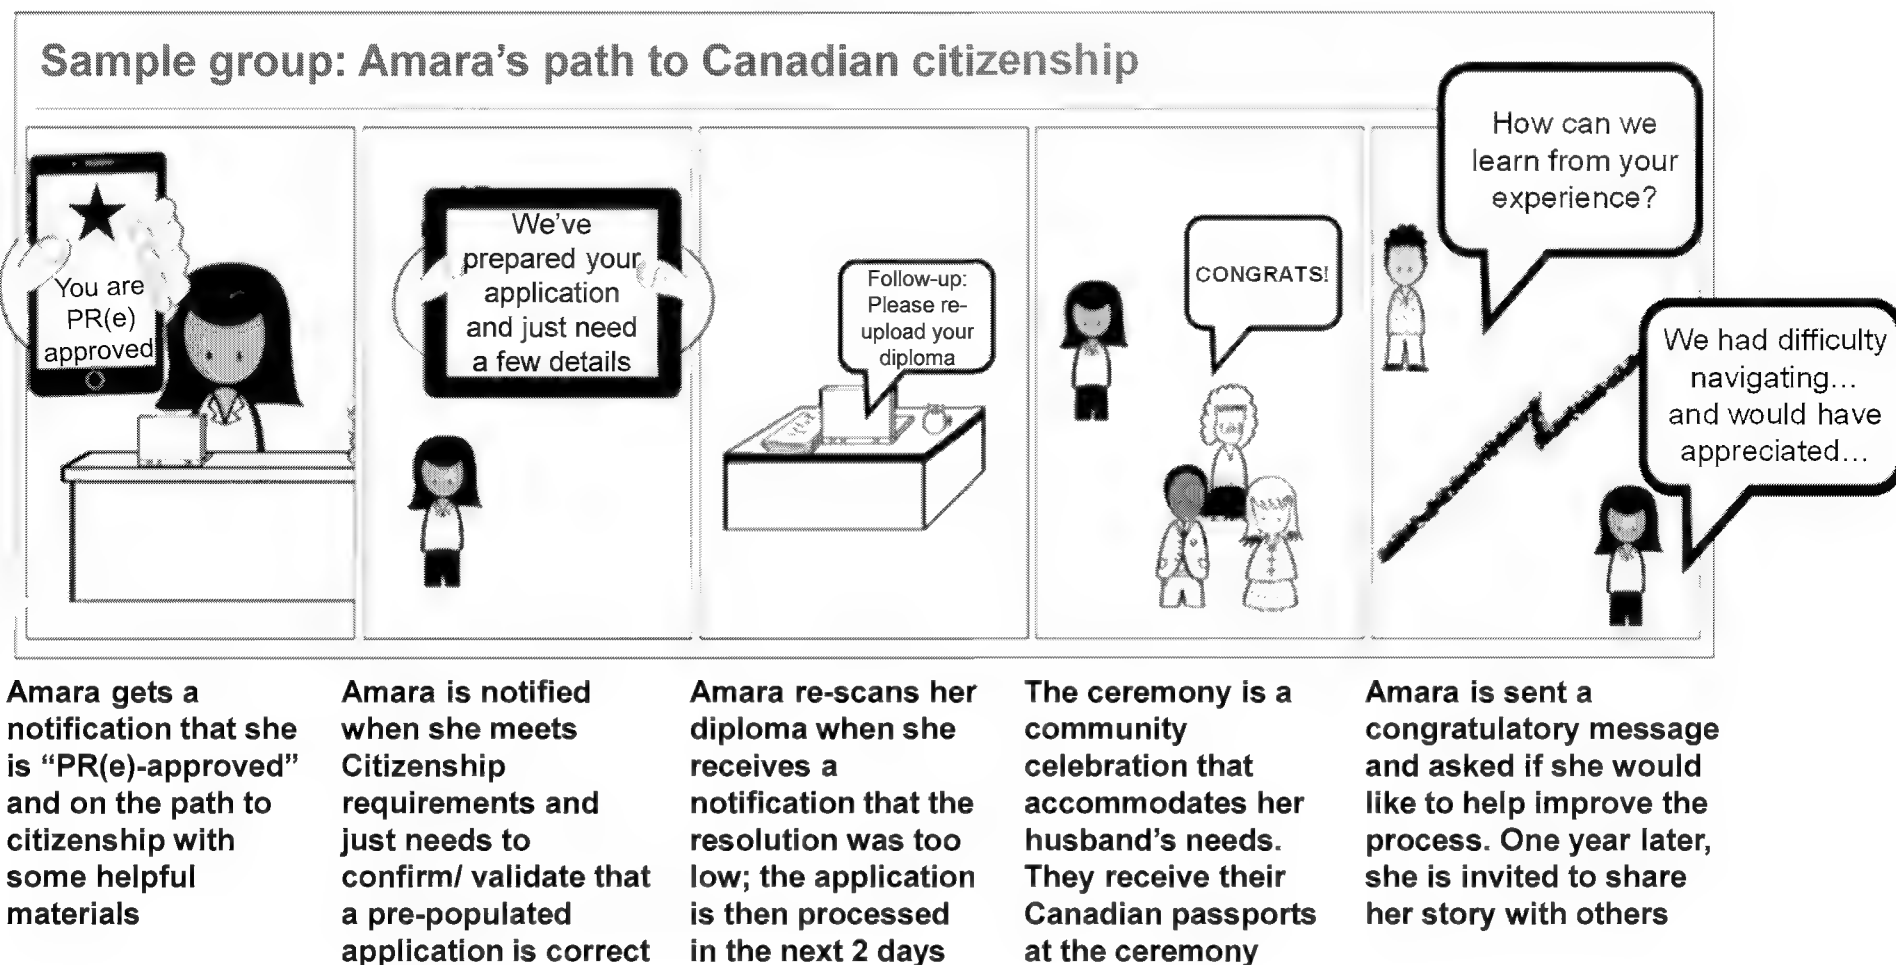 Sample group: Amara's path to Canadian citizenship
You are
PR(e)
approved
We've
prepared your
application
and just need
a few details
Follow-up:
Please re-
upload your
diploma
CONGRATS!
How can we
learn from your
experience?
We had difficulty
navigating...
and would have
appreciated...
Amara gets a
notification that she
is “PR(e)-approved”
and on the path to
citizenship with
some helpful
materials
Amara is notified
when she meets
Citizenship
requirements and
just needs to
confirm/ validate that
a pre-populated
application is correct
Amara re-scans her
diploma when she
receives a
notification that the
resolution was too
low; the application
is then processed
in the next 2 days
The ceremony is a
community
celebration that
accommodates her
husband's needs.
They receive their
Canadian passports
at the ceremony
Amara is sent a
congratulatory message
and asked if she would
like to help improve the
process. One year later,
she is invited to share
her story with others